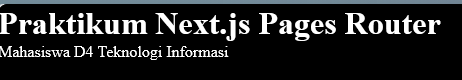 Praktikum Next.js Pages Router
Mahasiswa D4 Teknologi Informasi